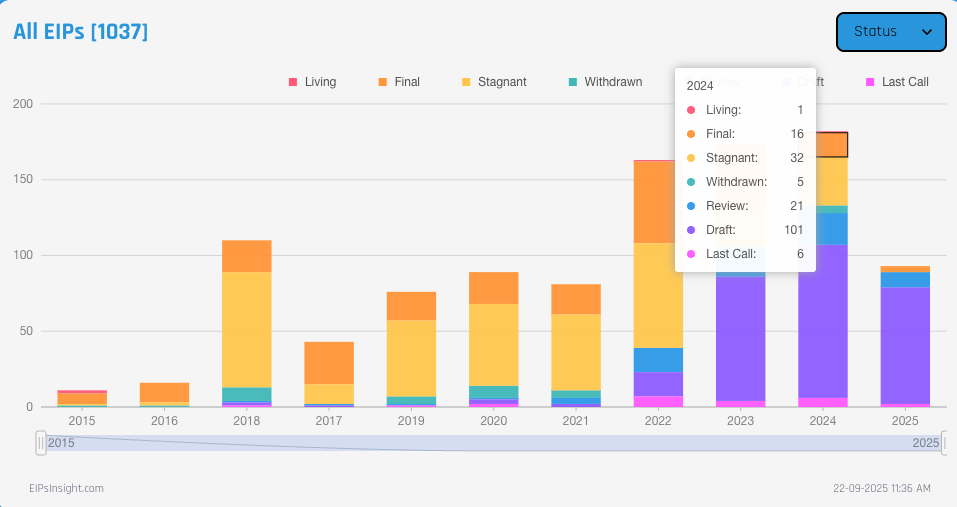 All EIPs [1037]
Status
Living Final Stagnant Withdrawn Review Draft Last Call
2024
Living: 1
Final: 16
Stagnant: 32
Withdrawn: 5
Review: 21
Draft: 101
Last Call: 6
200
150
100
50
0
2015 2016 2018 2017 2019 2020 2021 2022 2023 2024 2025
2015 2025
EIPsInsight.com
22-09-2025 11:36 AM